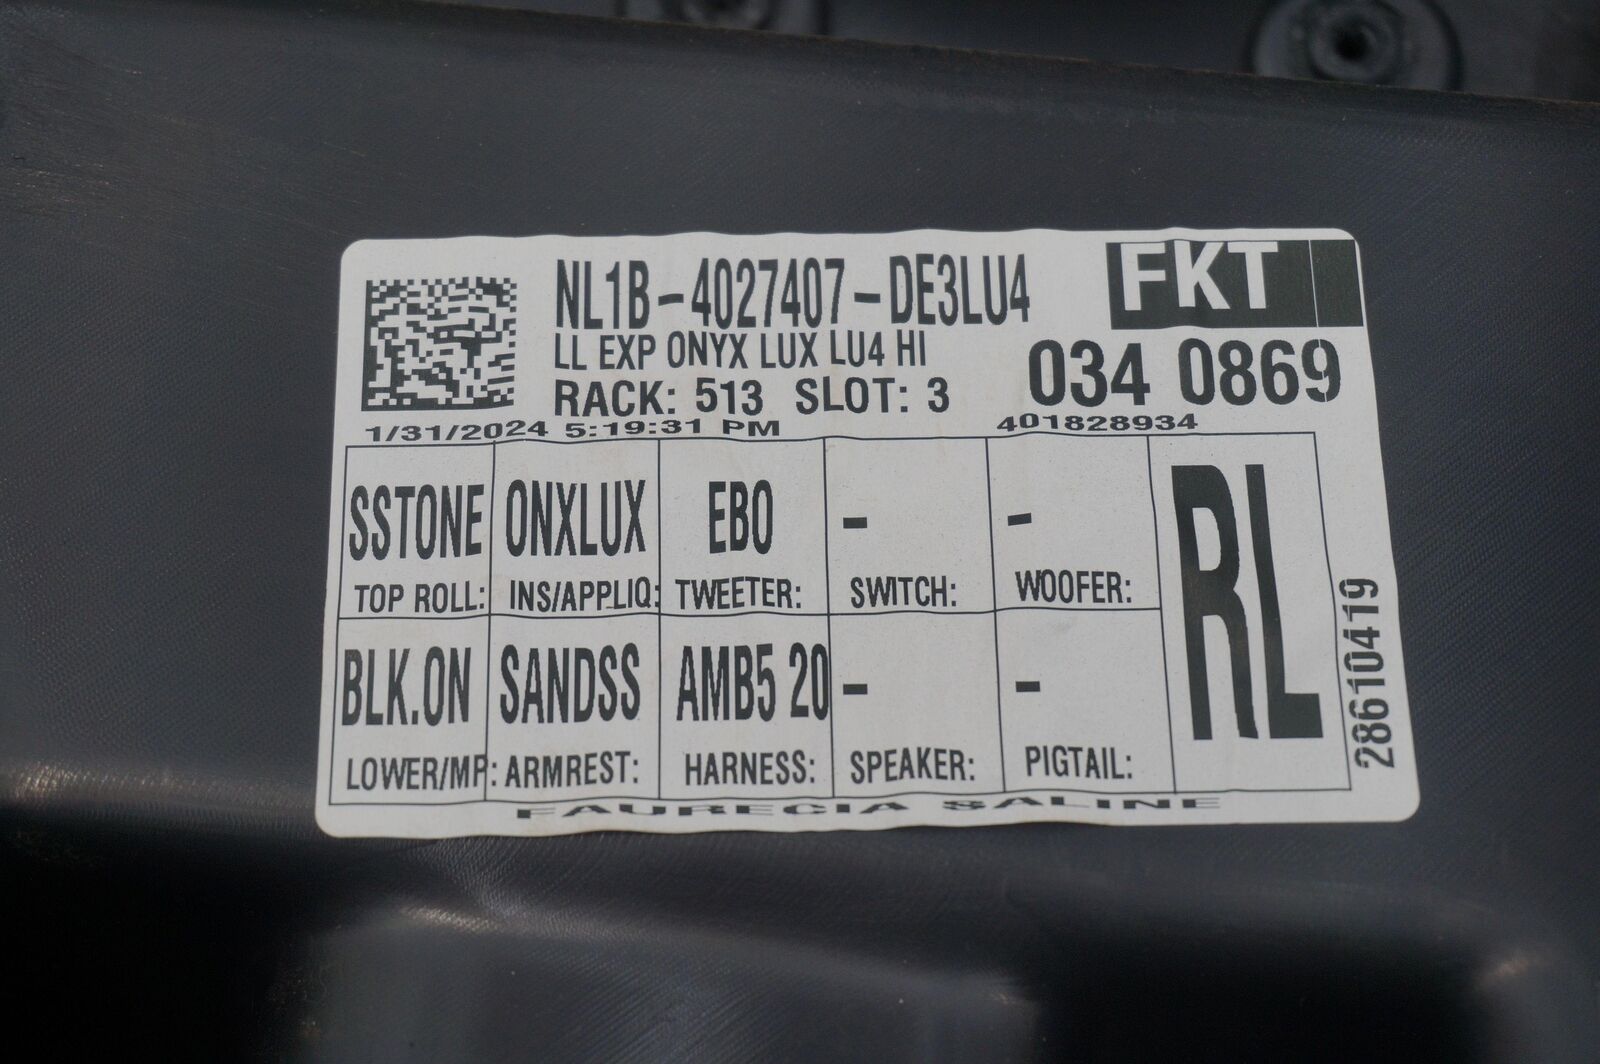 NL1B-4027407-DE3LU4
FKT
LL EXP ONYX LUX LU4 HI
RACK: 513 SLOT: 3
034 0869
1/31/2024 5:19:31 PM
401828934
SSTONE ONXLUX EBO - -
TOP ROLL: INS/APPLIQ: TWEETER: SWITCH: WOOFER:
RL
BLK.ON SANDSS AMB5 20 - -
LOWER/MP: ARMREST: HARNESS: SPEAKER: PIGTAIL:
28610419
FAURECIA SALINE